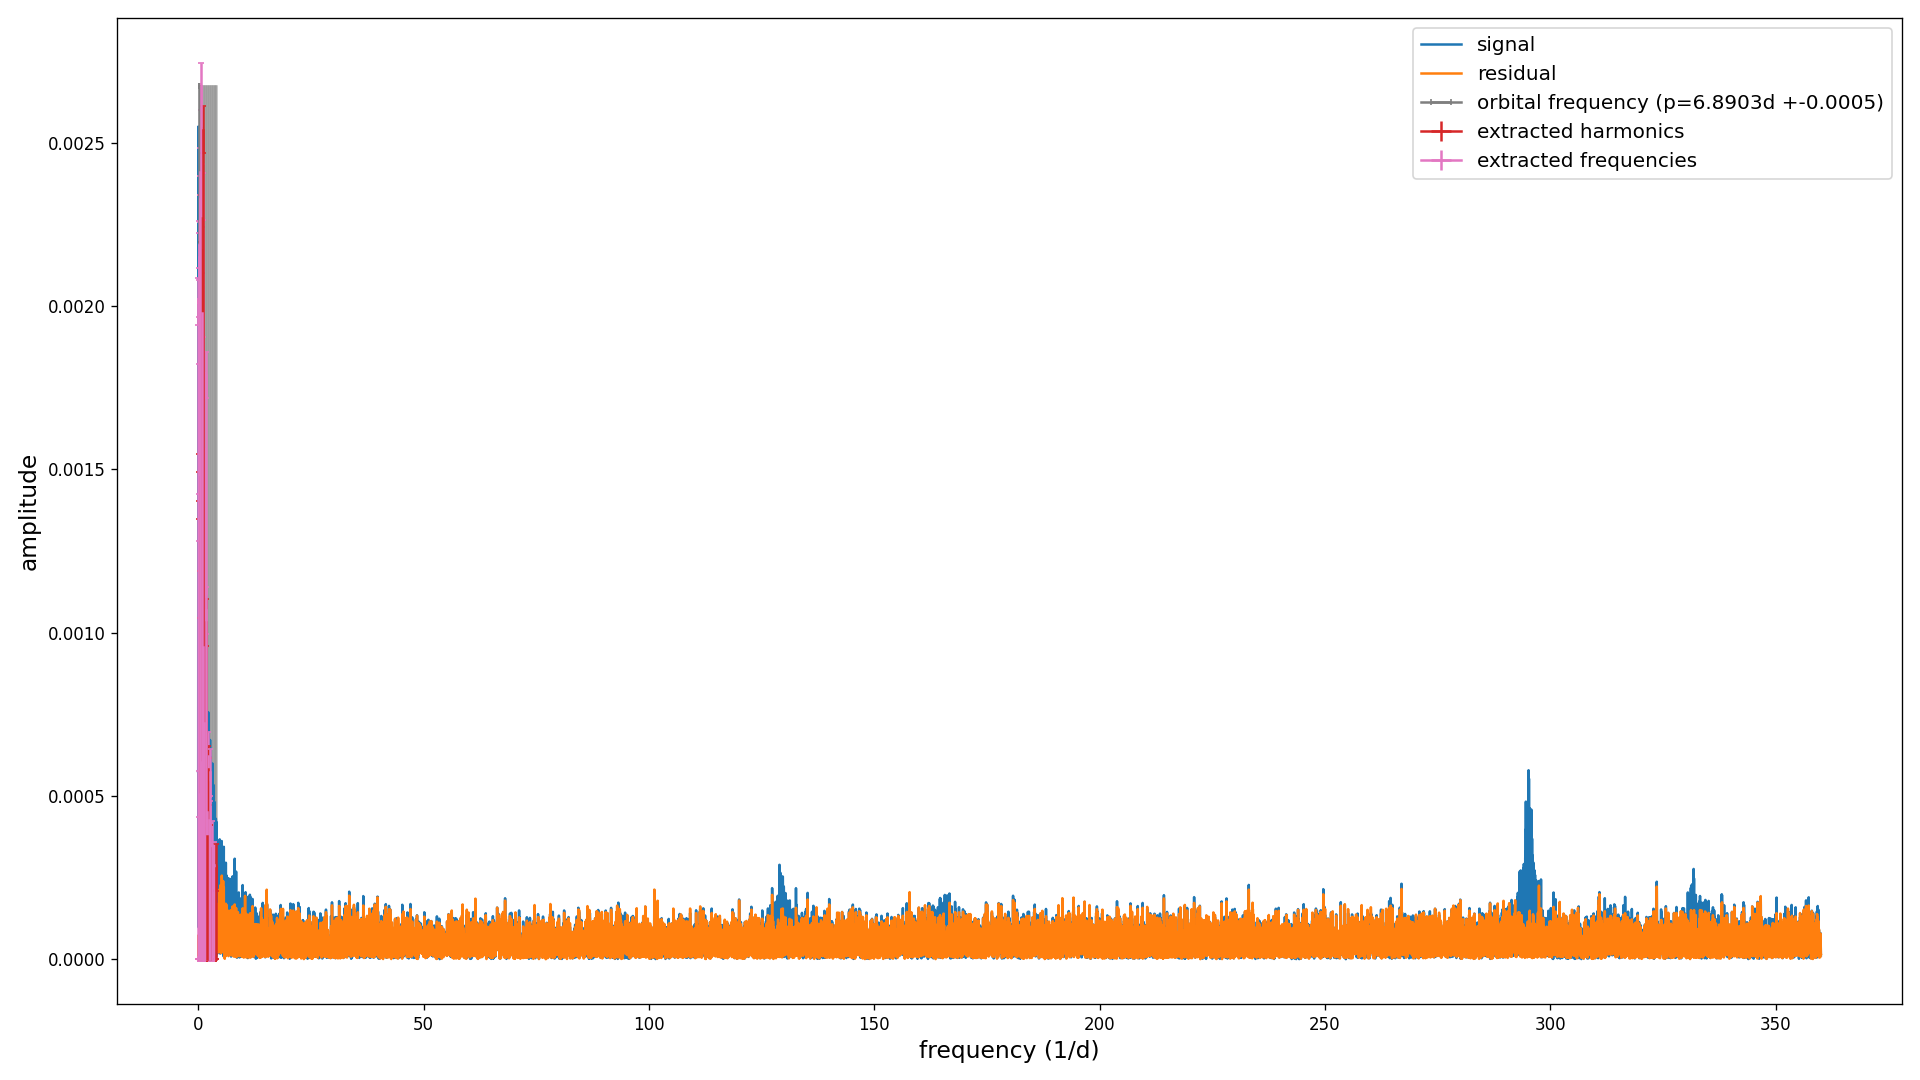 signal
residual
orbital frequency (p=6.8903d +-0.0005)
extracted harmonics
extracted frequencies
amplitude
0.0025
0.0020
0.0015
0.0010
0.0005
0.0000
0 50 100 150 200 250 300 350
frequency (1/d)